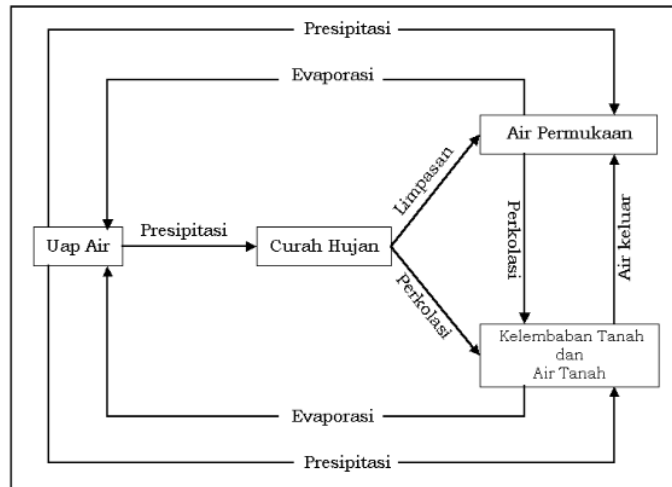 Presipitasi
Evaporasi
Air Permukaan
Limpasan
Presipitasi
Uap Air
Curah Hujan
Perkolasi
Air keluar
Perkolasi
Kelembaban Tanah
dan
Air Tanah
Evaporasi
Presipitasi